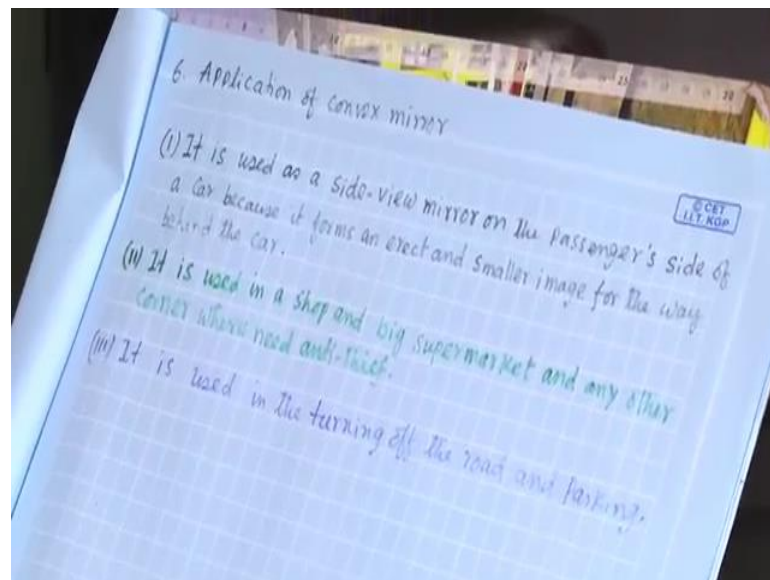 6. Application of convex mirror
(i) It is used as a side-view mirror on the passenger's side of
a car because it forms an erect and smaller image for the way
behind the car.
© CET
I.I.T. KGP
(ii) It is used in a shop and big supermarket and any other
corner where need anti-thief.
(iii) It is used in the turning off the road and parking.